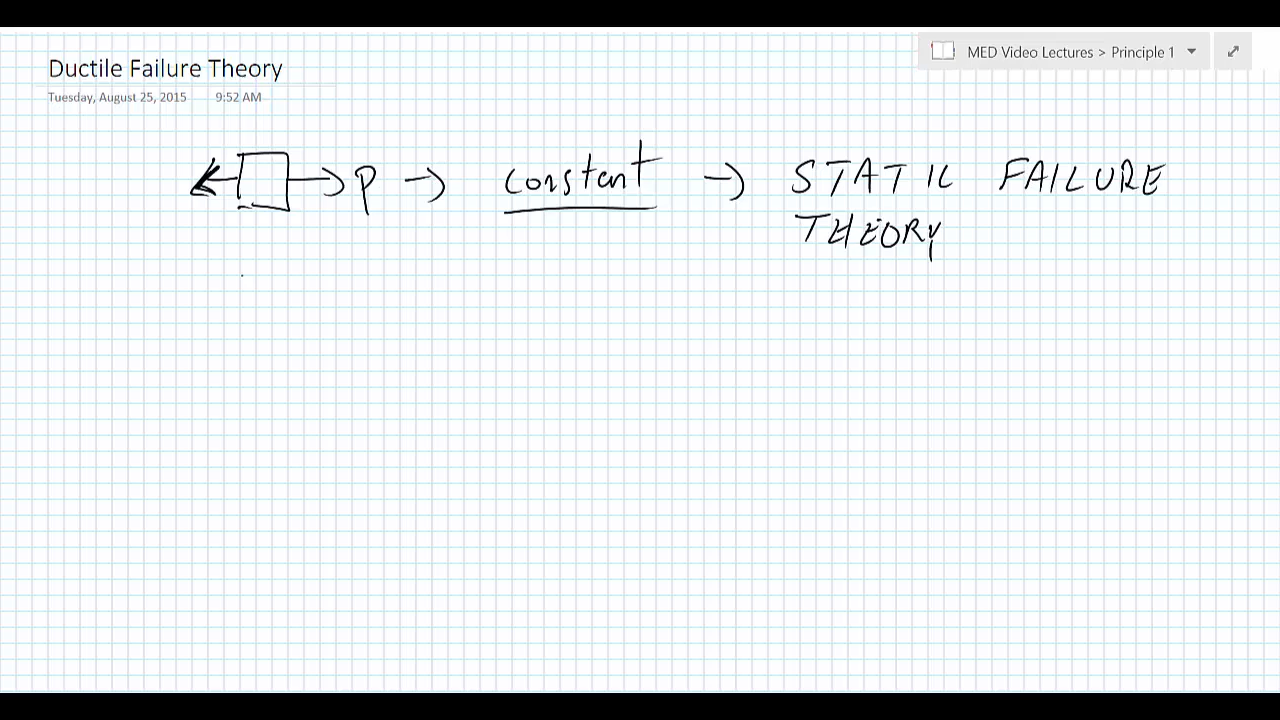 Ductile Failure Theory
MED Video Lectures > Principle 1
Tuesday, August 25, 2015 9:52 AM
P → constant → STATIC FAILURE
THEORY